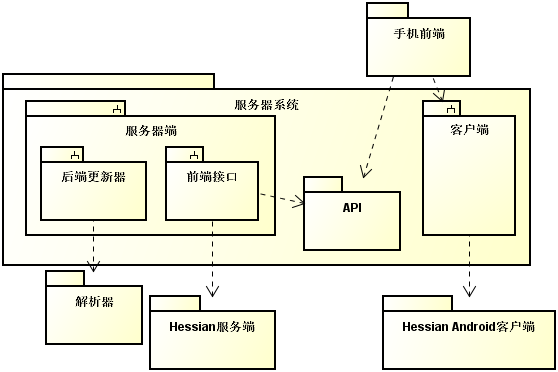 手机前端
服务器系统
服务器端
客户端
后端更新器
前端接口
API
解析器
Hessian服务端
Hessian Android客户端